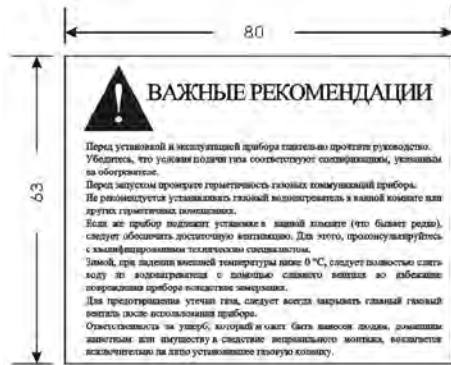 80
63
ВАЖНЫЕ РЕКОМЕНДАЦИИ
Перед установкой и эксплуатацией прибора тщательно прочтите руководство.
Убедитесь, что условия подачи газа соответствуют спецификациям, указанным
на обогревателе.
Перед запуском проверьте герметичность газовых коммуникаций прибора.
Не рекомендуется устанавливать газовый водонагреватель в ванной комнате или
других герметичных помещениях.
Если же прибор подлежит установке в ванной комнате (что бывает редко),
следует обеспечить достаточную вентиляцию. Для этого, проконсультируйтесь
с квалифицированным техническим специалистом.
Зимой, при падении внешней температуры ниже 0 °C, следует полностью слить
воду из водонагревателя с помощью сливного вентиля во избежание
повреждения прибора вследствие замерзания.
Для предотвращения утечки газа, следует всегда закрывать главный газовый
вентиль после использования прибора.
Ответственность за ущерб, который может быть нанесен людям, домашним
животным или имуществу в следствие неправильного монтажа, возлагается
исключительно на лицо установившее газовую колонку.